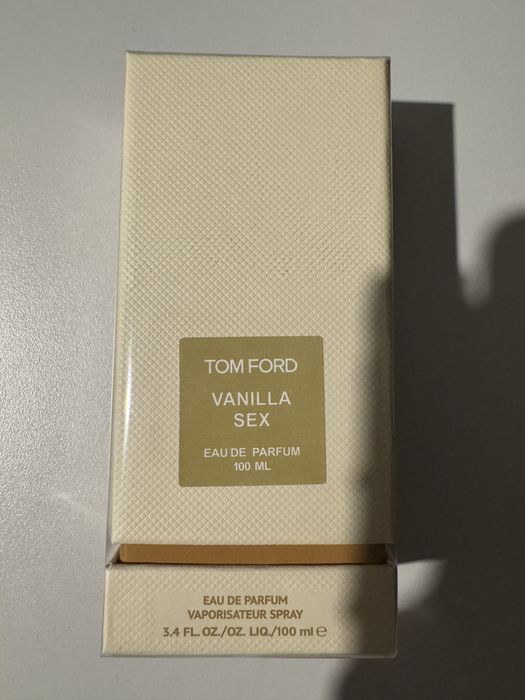 TOM FORD
VANILLA
SEX
EAU DE PARFUM
100 ML
EAU DE PARFUM
VAPORISATEUR SPRAY
3.4 FL. OZ./OZ. LIQ./100 ml ℮